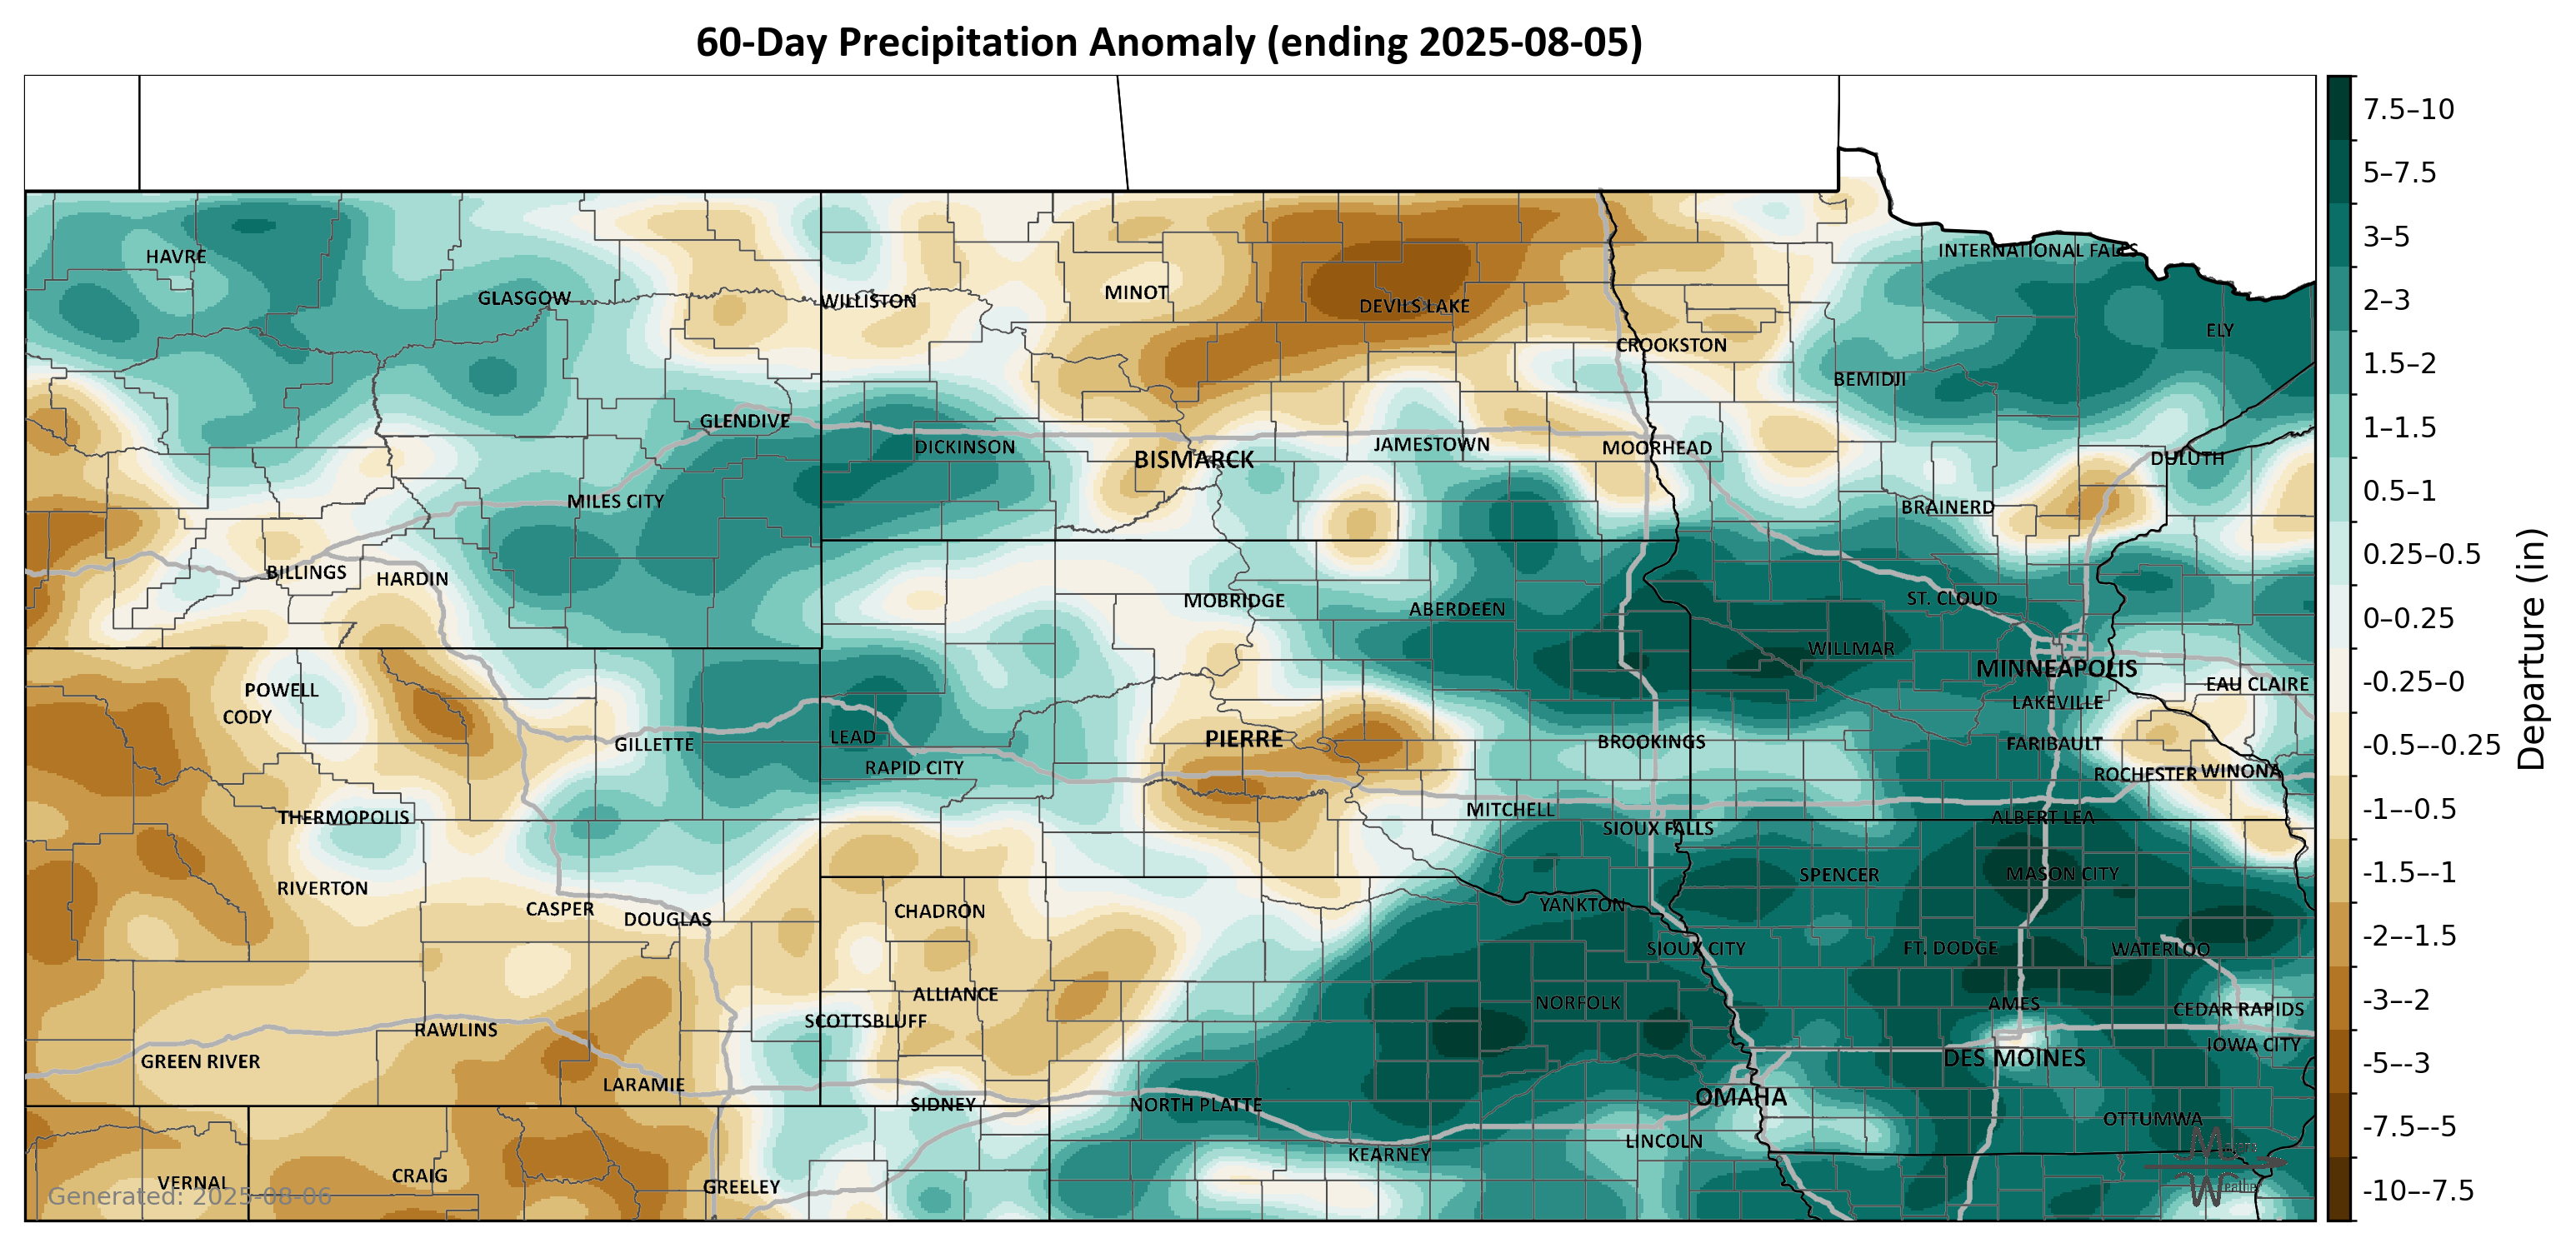 60-Day Precipitation Anomaly (ending 2025-08-05)
HAVRE
INTERNATIONAL FALLS
GLASGOW
WILLISTON
MINOT
DEVILS LAKE
ELY
CROOKSTON
BEMIDJI
GLENDIVE
DICKINSON
BISMARCK
JAMESTOWN
MOORHEAD
DULUTH
MILES CITY
BRAINERD
BILLINGS
HARDIN
MOBRIDGE
ABERDEEN
ST. CLOUD
WILLMAR
MINNEAPOLIS
POWELL
EAU CLAIRE
CODY
LAKEVILLE
GILLETTE
LEAD
PIERRE
BROOKINGS
FARIBAULT
RAPID CITY
ROCHESTER
WINONA
THERMOPOLIS
MITCHELL
SIOUX FALLS
ALBERT LEA
RIVERTON
SPENCER
MASON CITY
CASPER
DOUGLAS
CHADRON
YANKTON
SIOUX CITY
FT. DODGE
WATERLOO
ALLIANCE
NORFOLK
AMES
CEDAR RAPIDS
SCOTTSBLUFF
RAWLINS
GREEN RIVER
DES MOINES
IOWA CITY
LARAMIE
SIDNEY
NORTH PLATTE
OMAHA
OTTUMWA
LINCOLN
KEARNEY
VERNAL
CRAIG
GREELEY
Generated: 2025-08-06
7.5–10
5–7.5
3–5
2–3
1.5–2
1–1.5
0.5–1
0.25–0.5
0–0.25
-0.25–0
-0.5–-0.25
-1–-0.5
-1.5–-1
-2–-1.5
-3–-2
-5–-3
-7.5–-5
-10–-7.5
Departure (in)